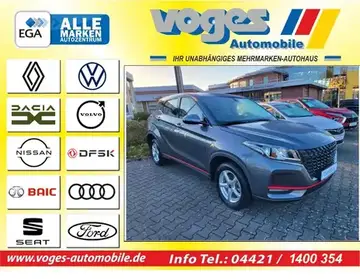 EGA
ALLE
MARKEN
AUTOZENTRUM
voges
Automobile
IHR UNABHÄNGIGES MEHRMARKEN-AUTOHAUS
DACIA
VOLVO
NISSAN
DFSK
BAIC
Audi
SEAT
Ford
www.voges-automobile.de
Info Tel.: 04421 / 1400 354